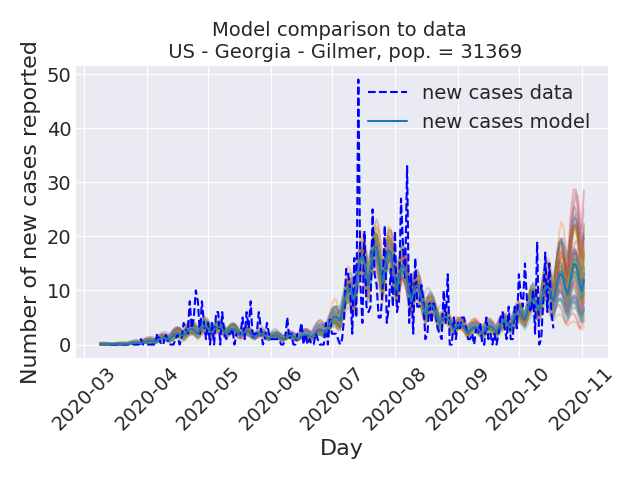 Model comparison to data
US - Georgia - Gilmer, pop. = 31369
Number of new cases reported
50
40
30
20
10
0
new cases data
new cases model
2020-03
2020-04
2020-05
2020-06
2020-07
2020-08
2020-09
2020-10
2020-11
Day